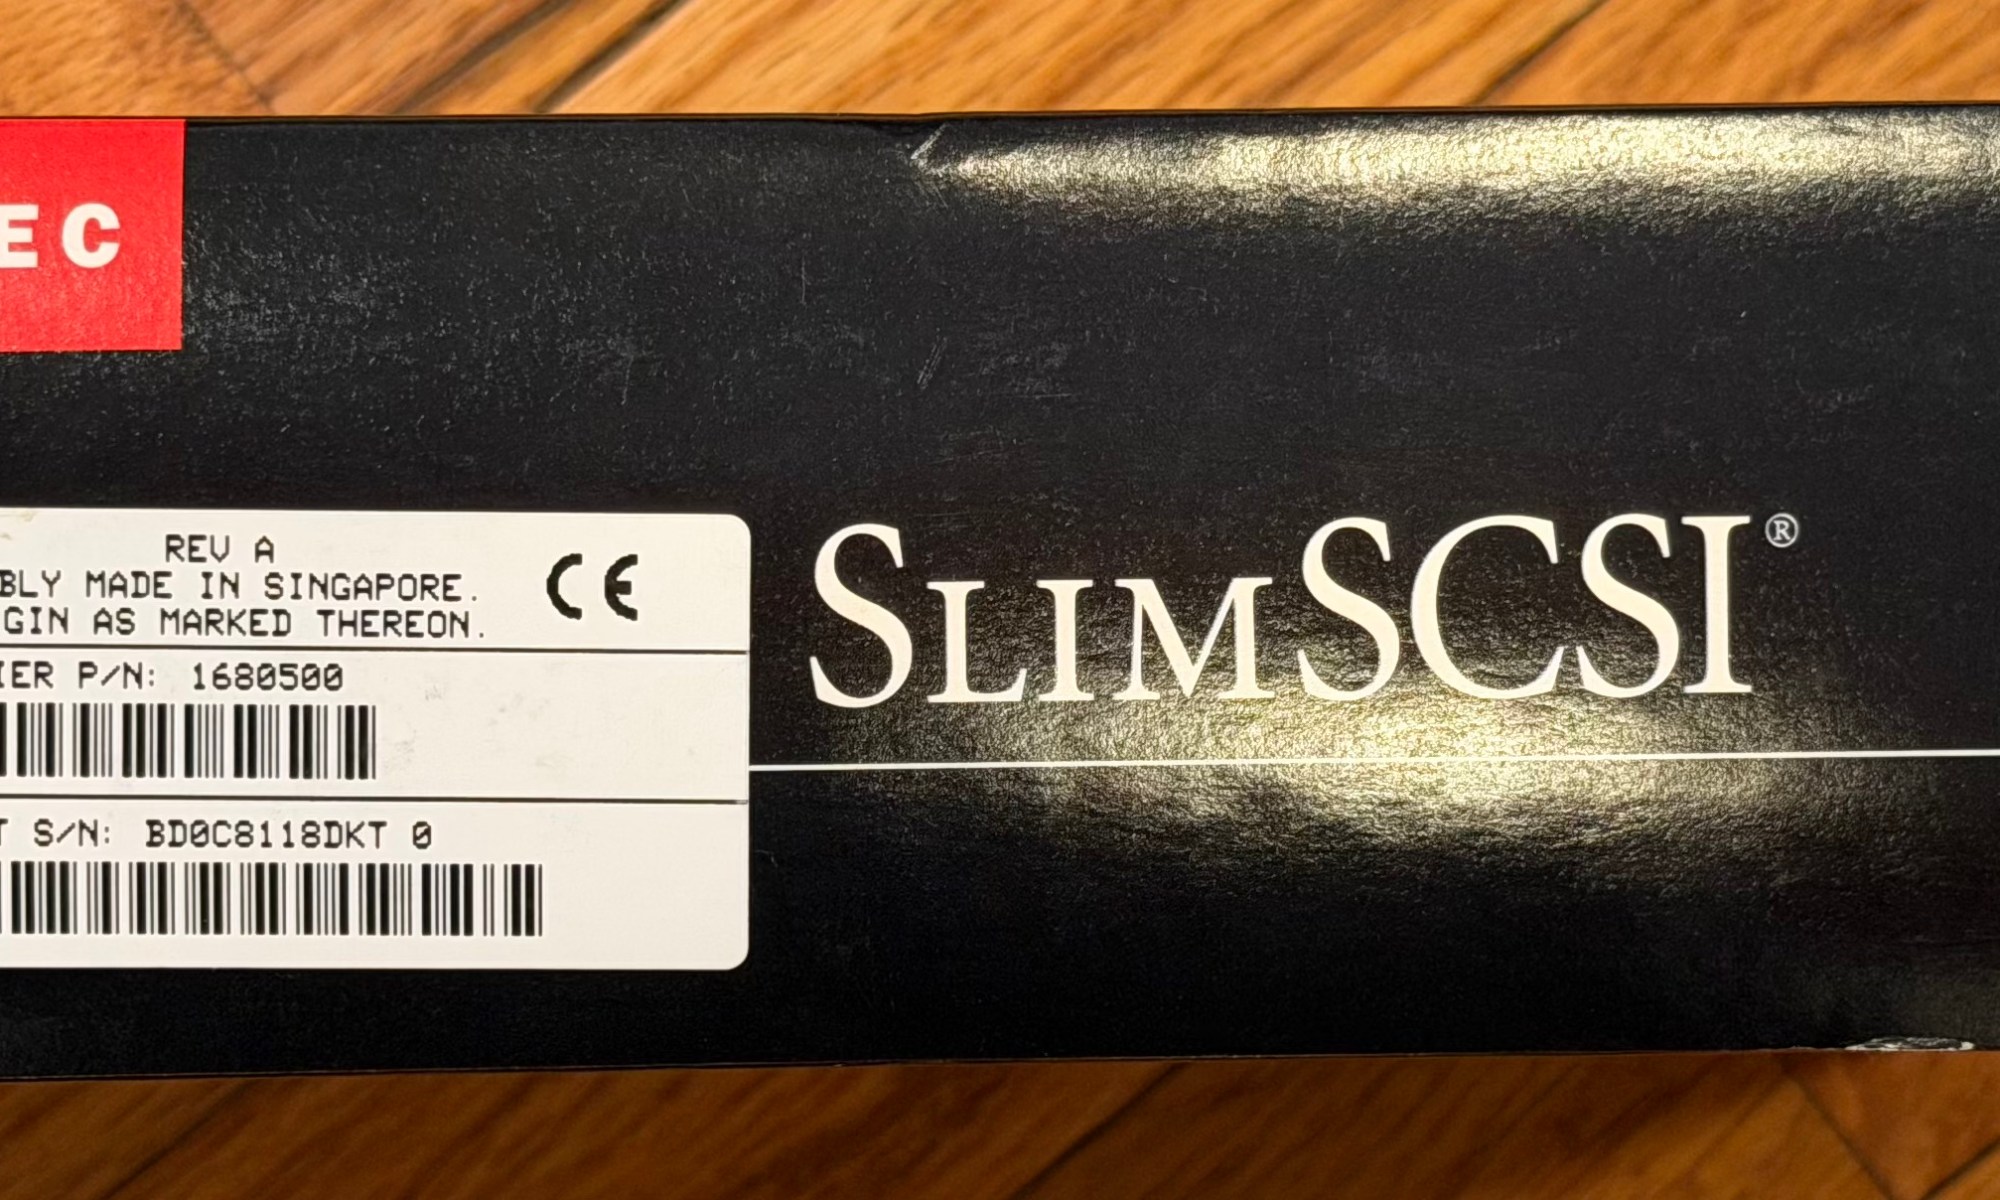 EC
REV A
BLY MADE IN SINGAPORE.
GIN AS MARKED THEREON.
IER P/N: 1680500
T S/N: BD0C8118DKT 0
CE
SLIMSCSI®